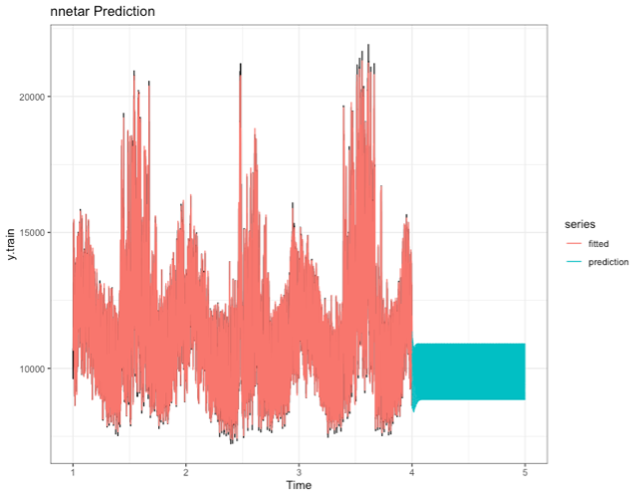 nnetar Prediction
20000
15000
10000
y.train
1 2 3 4 5
Time
series
fitted
prediction